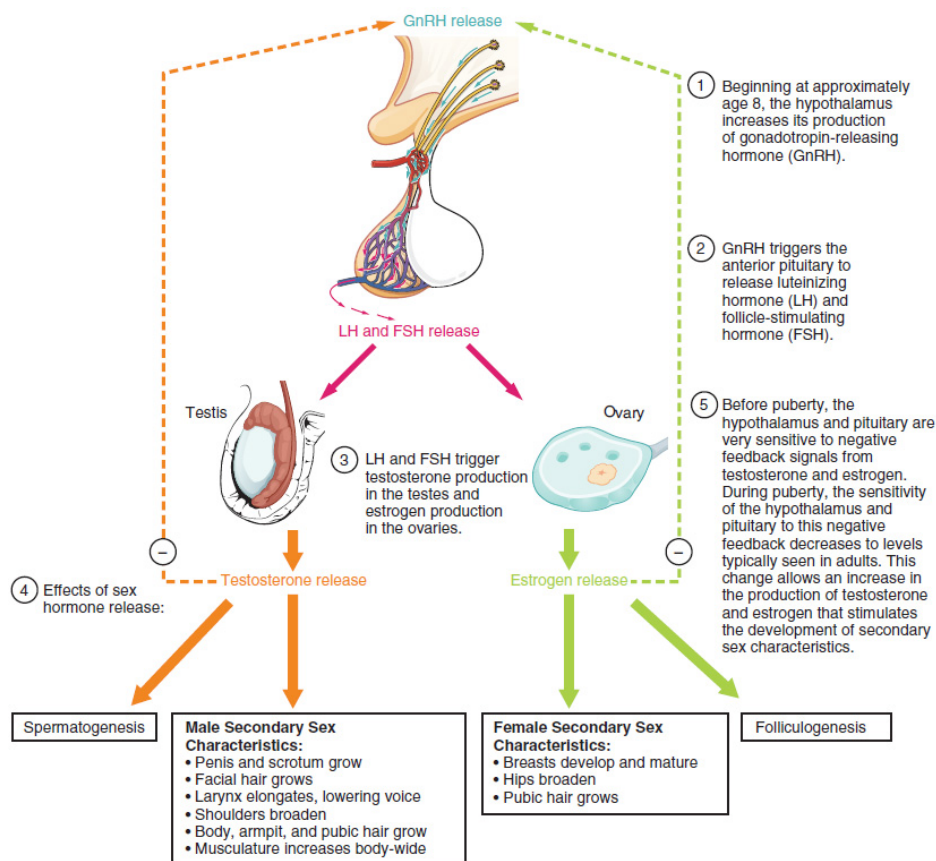 GnRH release
1
Beginning at approximately
age 8, the hypothalamus
increases its production
of gonadotropin-releasing
hormone (GnRH).
2
GnRH triggers the
anterior pituitary to
release luteinizing
hormone (LH) and
follicle-stimulating
hormone (FSH).
LH and FSH release
Testis
Ovary
3
LH and FSH trigger
testosterone production
in the testes and
estrogen production
in the ovaries.
5
Before puberty, the
hypothalamus and pituitary are
very sensitive to negative
feedback signals from
testosterone and estrogen.
During puberty, the sensitivity
of the hypothalamus and
pituitary to this negative
feedback decreases to levels
typically seen in adults. This
change allows an increase in
the production of testosterone
and estrogen that stimulates
the development of secondary
sex characteristics.
–
–
Testosterone release
Estrogen release
4
Effects of sex
hormone release:
Spermatogenesis
Male Secondary Sex
Characteristics:
• Penis and scrotum grow
• Facial hair grows
• Larynx elongates, lowering voice
• Shoulders broaden
• Body, armpit, and pubic hair grow
• Musculature increases body-wide
Female Secondary Sex
Characteristics:
• Breasts develop and mature
• Hips broaden
• Pubic hair grows
Folliculogenesis